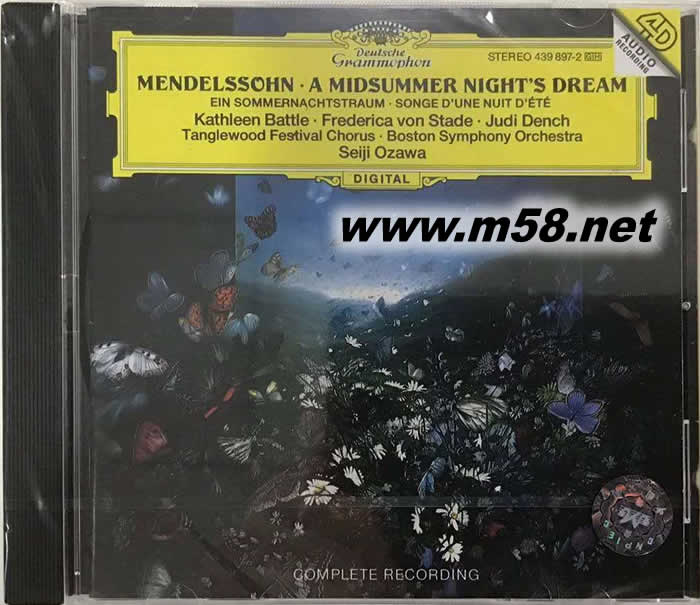 Deutsche
Grammophon
STEREO 439 897-2 GH
4D
AUDIO
RECORDING
MENDELSSOHN · A MIDSUMMER NIGHT'S DREAM
EIN SOMMERNACHTSTRAUM · SONGE D'UNE NUIT D'ÉTÉ
Kathleen Battle · Frederica von Stade · Judi Dench
Tanglewood Festival Chorus · Boston Symphony Orchestra
Seiji Ozawa
DIGITAL
www.m58.net
COMPLETE RECORDING